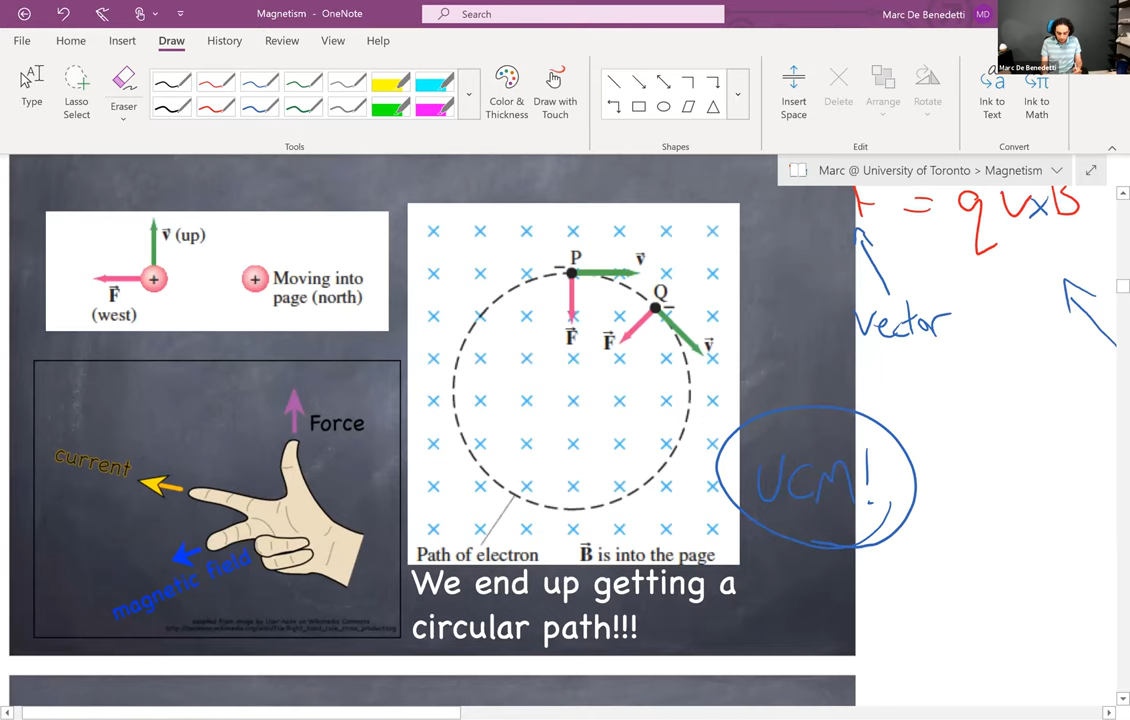 Magnetism - OneNote
Search
Marc De Benedetti
MD
Marc De Benedetti
File
Home
Insert
Draw
History
Review
View
Help
Type
Lasso Select
Eraser
Color & Thickness
Draw with Touch
Insert Space
Delete
Arrange
Rotate
Ink to Text
Ink to Math
Tools
Shapes
Edit
Convert
Marc @ University of Toronto > Magnetism
= q v x B
vector
v (up)
+
F
(west)
+ Moving into
page (north)
P
v
Q
F
F
v
Path of electron
B is into the page
Force
current
magnetic field
UCM!
We end up getting a
circular path!!!